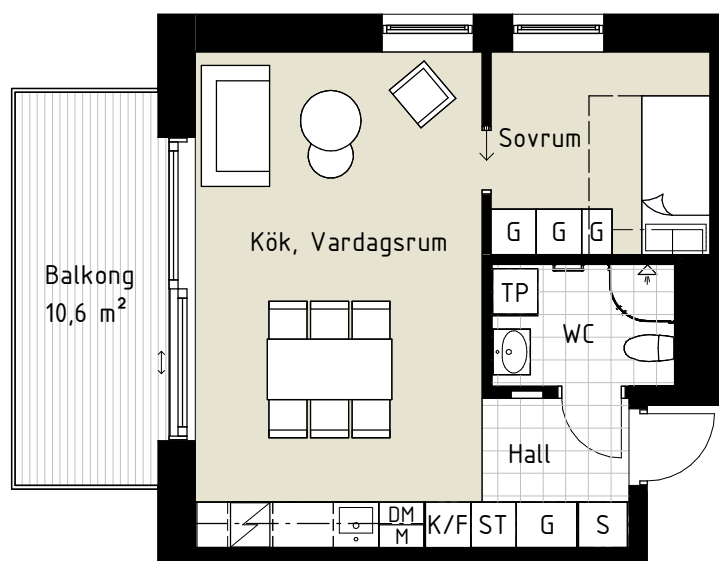 Sovrum
G G G
Kök, Vardagsrum
Balkong
10,6 m²
TP
WC
Hall
DM
M
K/F ST G S